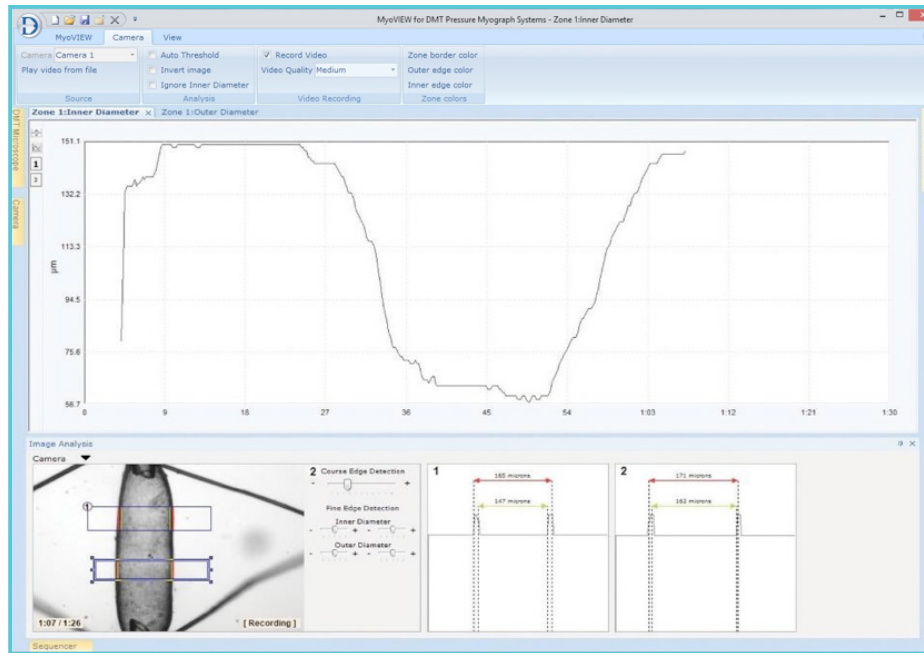 MyoVIEW for DMT Pressure Myograph Systems - Zone 1:Inner Diameter
MyoVIEW Camera View
Camera Camera 1
Play video from file
Source
Auto Threshold
Invert image
Ignore Inner Diameter
Analysis
Record Video
Video Quality Medium
Video Recording
Zone border color
Outer edge color
Inner edge color
Zone colors
DMT Microscope
Camera
Zone 1:Inner Diameter x Zone 1:Outer Diameter
1
2
µm
151.1
132.2
113.3
94.5
75.6
56.7
0 9 18 27 36 45 54 1:03 1:12 1:21 1:30
Image Analysis
Camera
1
1:07 / 1:26
[ Recording ]
2 Course Edge Detection
- +
Fine Edge Detection
Inner Diameter
- + - +
Outer Diameter
- + - +
1
165 microns
147 microns
2
171 microns
162 microns
Sequencer